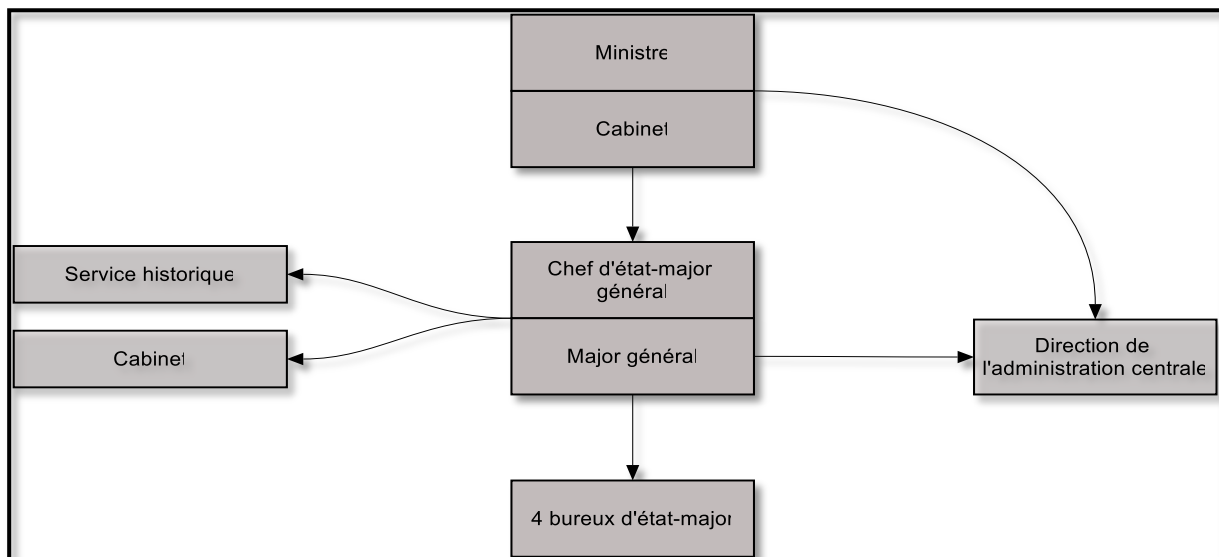 Ministre
Cabinet
Chef d'état-major
général
Major général
Service historique
Cabinet
Direction de
l'administration centrale
4 bureux d'état-major